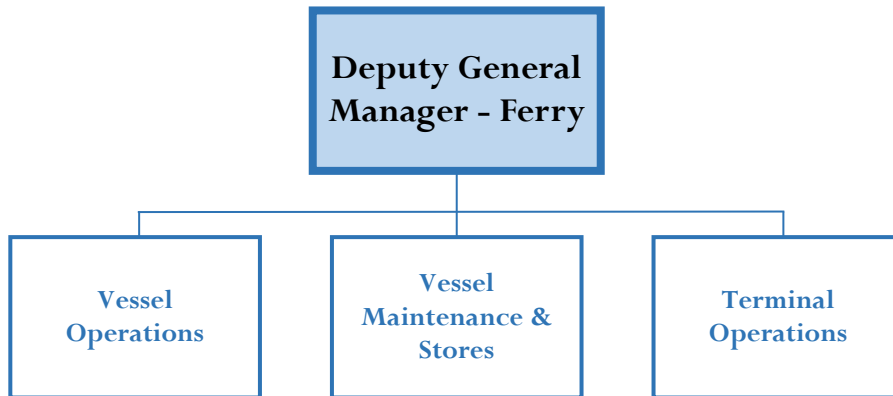 Deputy General
Manager - Ferry
Vessel
Operations
Vessel
Maintenance &
Stores
Terminal
Operations